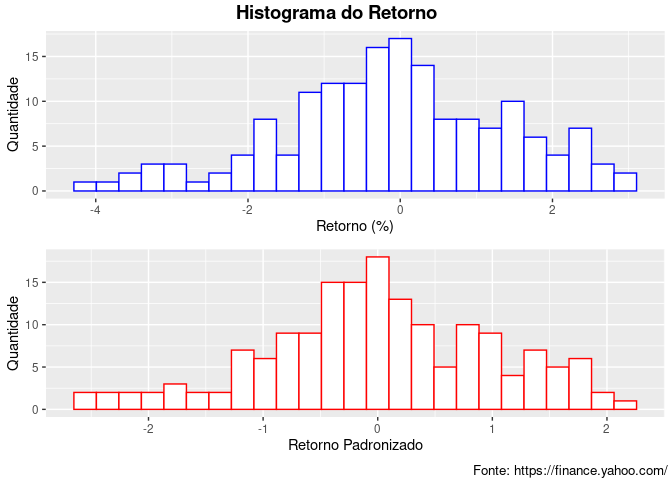 Histograma do Retorno
Quantidade
15
10
5
0
-4
-2
0
2
Retorno (%)
Quantidade
15
10
5
0
-2
-1
0
1
2
Retorno Padronizado
Fonte: https://finance.yahoo.com/